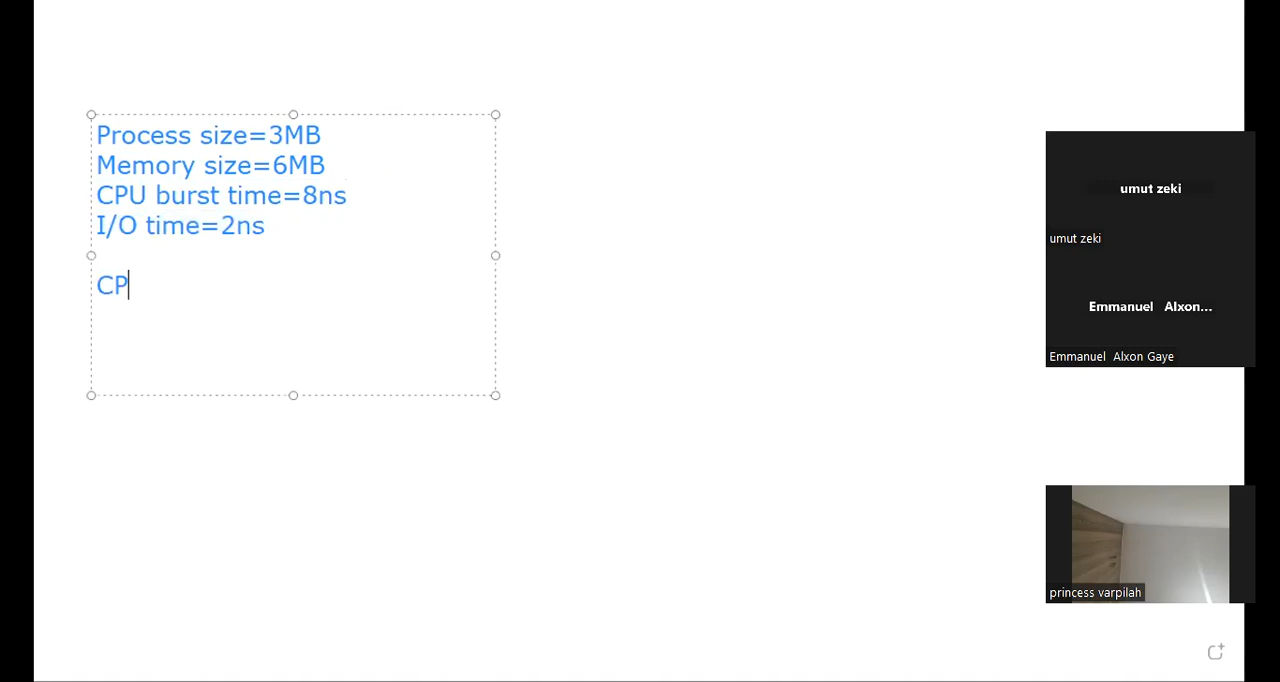 Process size=3MB
Memory size=6MB
CPU burst time=8ns
I/O time=2ns
CP
umut zeki
umut zeki
Emmanuel Alxon...
Emmanuel Alxon Gaye
princess varpilah